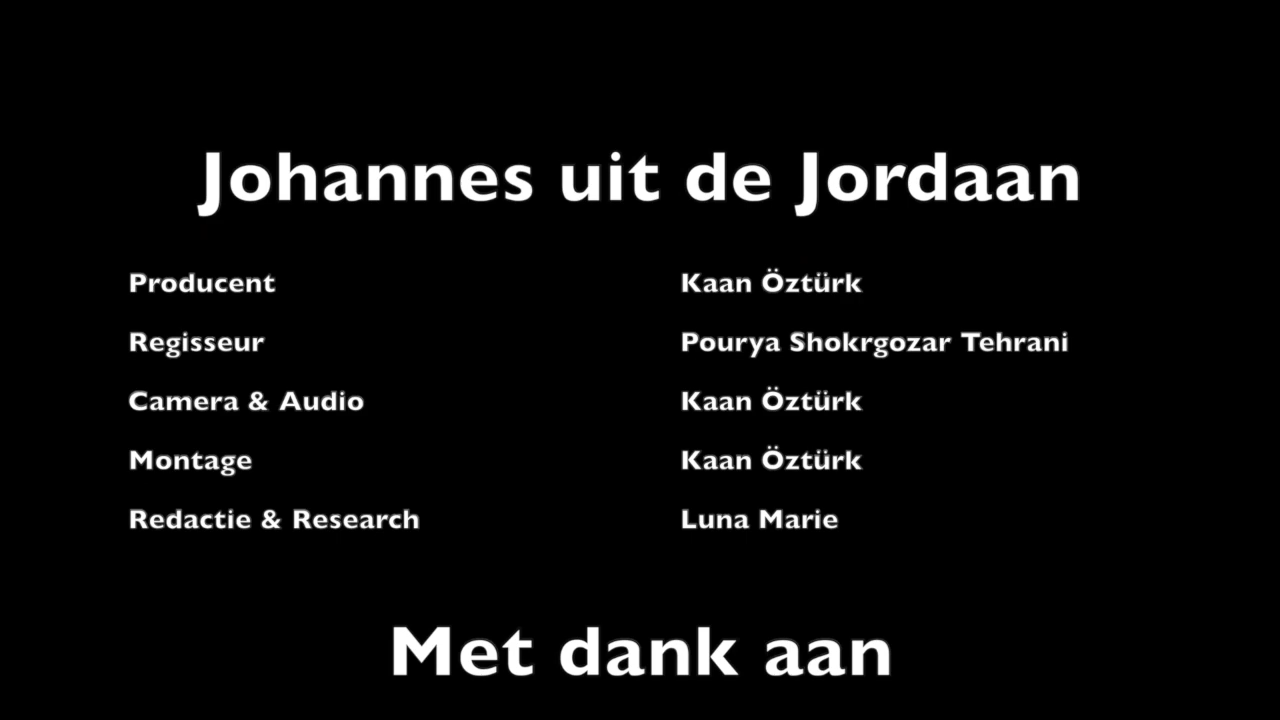 Johannes uit de Jordaan
Producent Kaan Öztürk
Regisseur Pourya Shokrgozar Tehrani
Camera & Audio Kaan Öztürk
Montage Kaan Öztürk
Redactie & Research Luna Marie
Met dank aan